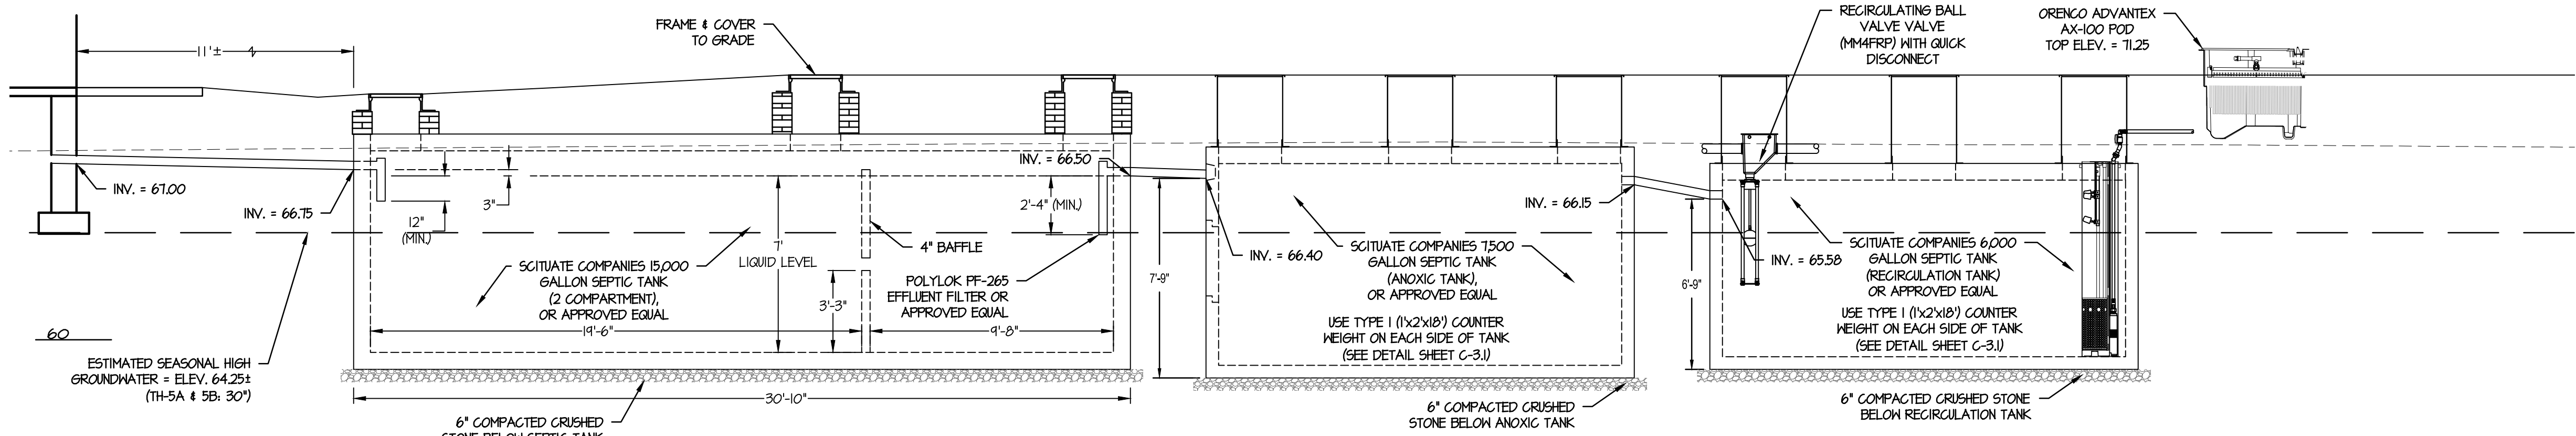 FRAME & COVER
TO GRADE
RECIRCULATING BALL
VALVE VALVE
(MM4FRP) WITH QUICK
DISCONNECT
ORENCO ADVANTEX
AX-100 POD
TOP ELEV. = 71.25
11'±
INV. = 67.00
INV. = 66.75
12"
(MIN.)
3"
INV. = 66.50
2'-4" (MIN.)
7'
LIQUID LEVEL
4" BAFFLE
SCITUATE COMPANIES 15,000
GALLON SEPTIC TANK
(2 COMPARTMENT),
OR APPROVED EQUAL
POLYLOK PF-265
EFFLUENT FILTER OR
APPROVED EQUAL
3'-3"
19'-6"
9'-8"
30'-10"
60
ESTIMATED SEASONAL HIGH
GROUNDWATER = ELEV. 64.25±
(TH-5A & 5B: 30")
6" COMPACTED CRUSHED
STONE BELOW SEPTIC TANK
7'-9"
INV. = 66.40
INV. = 66.15
SCITUATE COMPANIES 7,500
GALLON SEPTIC TANK
(ANOXIC TANK),
OR APPROVED EQUAL
USE TYPE 1 (1'x2'x18') COUNTER
WEIGHT ON EACH SIDE OF TANK
(SEE DETAIL SHEET C-3.1)
6" COMPACTED CRUSHED
STONE BELOW ANOXIC TANK
6'-9"
INV. = 65.58
SCITUATE COMPANIES 6,000
GALLON SEPTIC TANK
(RECIRCULATION TANK)
OR APPROVED EQUAL
USE TYPE 1 (1'x2'x18') COUNTER
WEIGHT ON EACH SIDE OF TANK
(SEE DETAIL SHEET C-3.1)
6" COMPACTED CRUSHED STONE
BELOW RECIRCULATION TANK